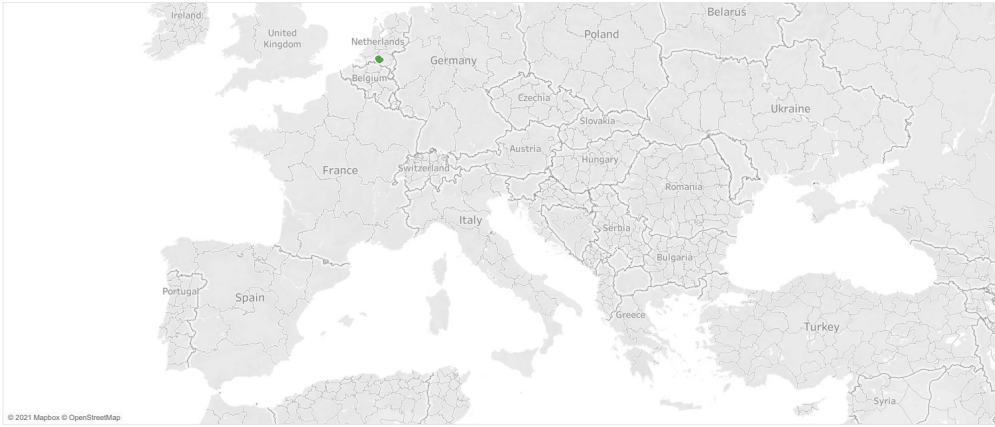 Ireland
Belarus
United
Kingdom
Netherlands
Poland
Germany
Belgium
Czechia
Ukraine
Slovakia
Austria
Hungary
France
Switzerland
Romania
Italy
Serbia
Bulgaria
Portugal
Spain
Greece
Turkey
Syria
© 2021 Mapbox © OpenStreetMap